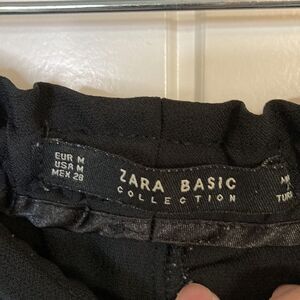 EUR M
USA M
MEX 28
ZARA BASIC
COLLECTION